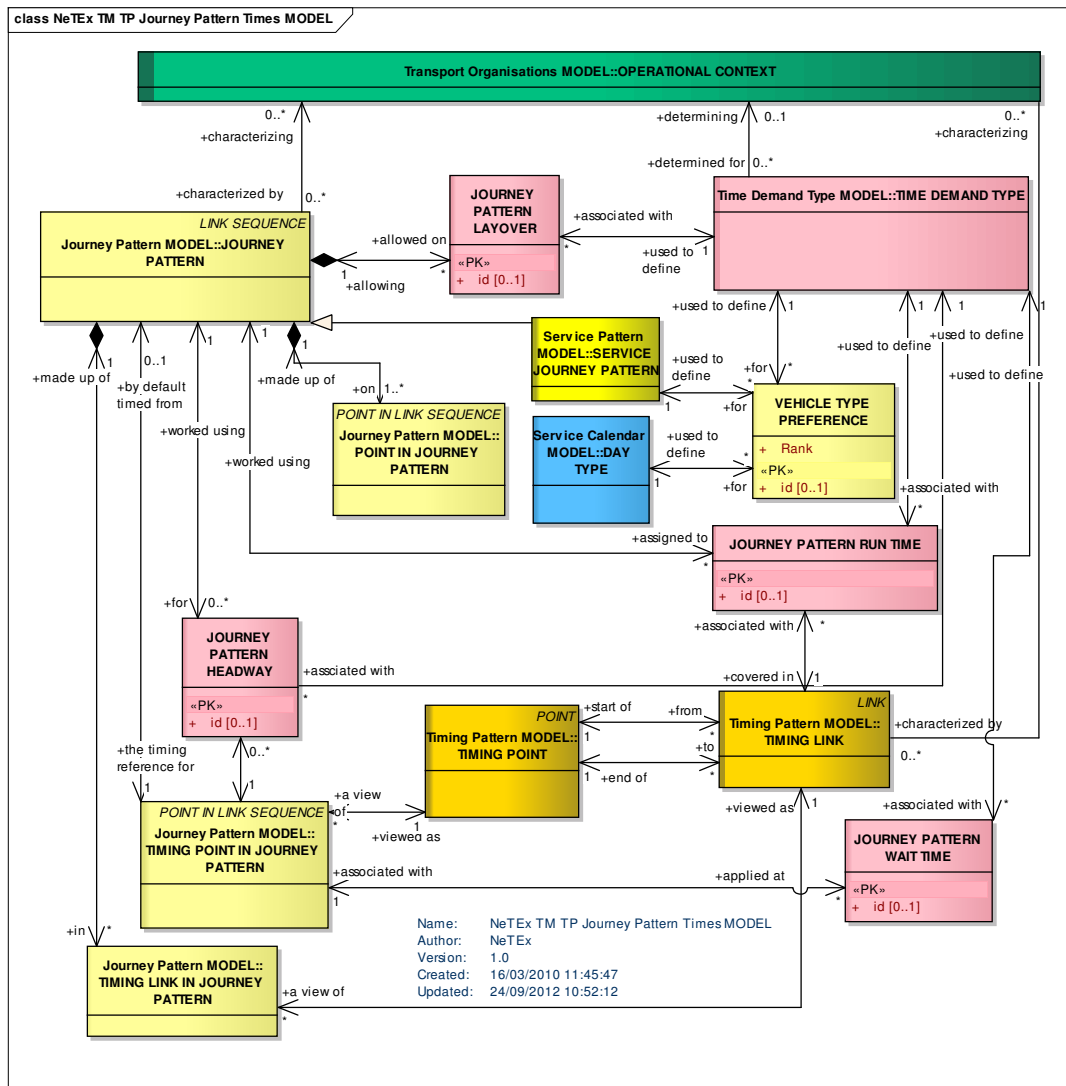 class NeTEx TM TP Journey Pattern Times MODEL
Transport Organisations MODEL::OPERATIONAL CONTEXT
0..*
+characterizing
+determining
0..1
0..*
+characterizing
+determined for
0..*
+characterized by
0..*
LINK SEQUENCE
Journey Pattern MODEL::JOURNEY
PATTERN
JOURNEY
PATTERN
LAYOVER
«PK»
+ id [0..1]
Time Demand Type MODEL::TIME DEMAND TYPE
+allowed on
1
*
+allowing
+associated with
*
+used to
define
1
+used to define
1
1
1
1
+used to define
+used to define
+used to define
Service Pattern
MODEL::SERVICE
JOURNEY PATTERN
+used to
define
1
+for
*
*
+for
Service Calendar
MODEL::DAY
TYPE
+used to
define
1
*
+for
VEHICLE TYPE
PREFERENCE
+ Rank
«PK»
+ id [0..1]
1
+made up of
0..1
+by default
timed from
1
+worked using
1
+worked using
1
+made up of
+on
1..*
POINT IN LINK SEQUENCE
Journey Pattern MODEL::
POINT IN JOURNEY
PATTERN
+associated with
*
+assigned to
*
JOURNEY PATTERN RUN TIME
«PK»
+ id [0..1]
+associated with
*
+covered in
1
+for
0..*
JOURNEY
PATTERN
HEADWAY
«PK»
+ id [0..1]
+assciated with
*
0..*
1
+the timing
reference for
1
POINT
Timing Pattern MODEL::
TIMING POINT
+start of
1
+from
*
+to
*
1
+end of
LINK
Timing Pattern MODEL::
TIMING LINK
+characterized by
0..*
+viewed as
1
POINT IN LINK SEQUENCE
Journey Pattern MODEL::
TIMING POINT IN JOURNEY
PATTERN
+a view
of
*
1
+viewed as
+associated with
1
+applied at
*
+associated with
*
JOURNEY PATTERN
WAIT TIME
«PK»
+ id [0..1]
+in
*
Journey Pattern MODEL::
TIMING LINK IN JOURNEY
PATTERN
+a view of
*
Name: NeTEx TM TP Journey Pattern Times MODEL
Author: NeTEx
Version: 1.0
Created: 16/03/2010 11:45:47
Updated: 24/09/2012 10:52:12